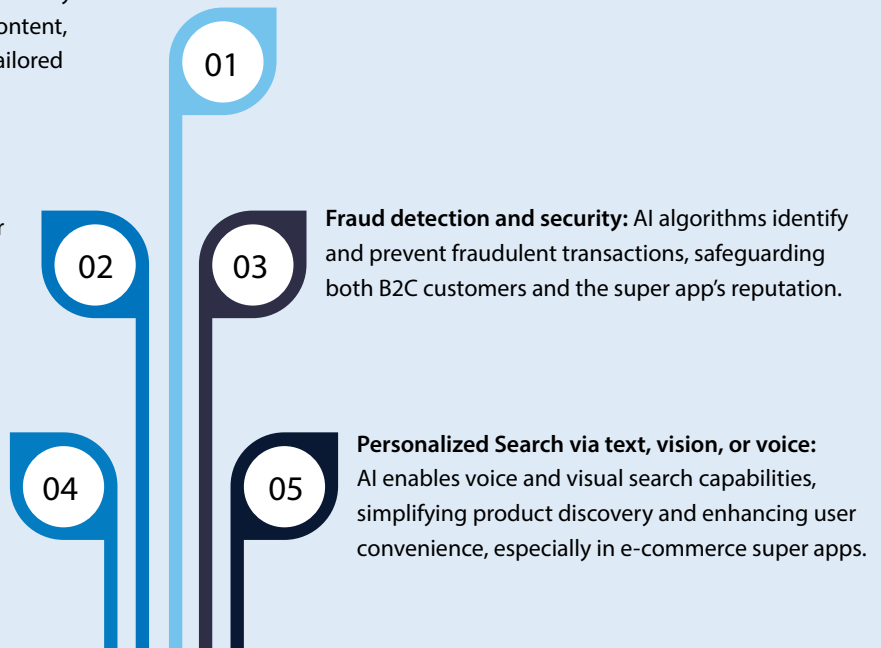 ontent,
ailored
01
r
02
03
Fraud detection and security: AI algorithms identify
and prevent fraudulent transactions, safeguarding
both B2C customers and the super app's reputation.
04
05
Personalized Search via text, vision, or voice:
AI enables voice and visual search capabilities,
simplifying product discovery and enhancing user
convenience, especially in e-commerce super apps.